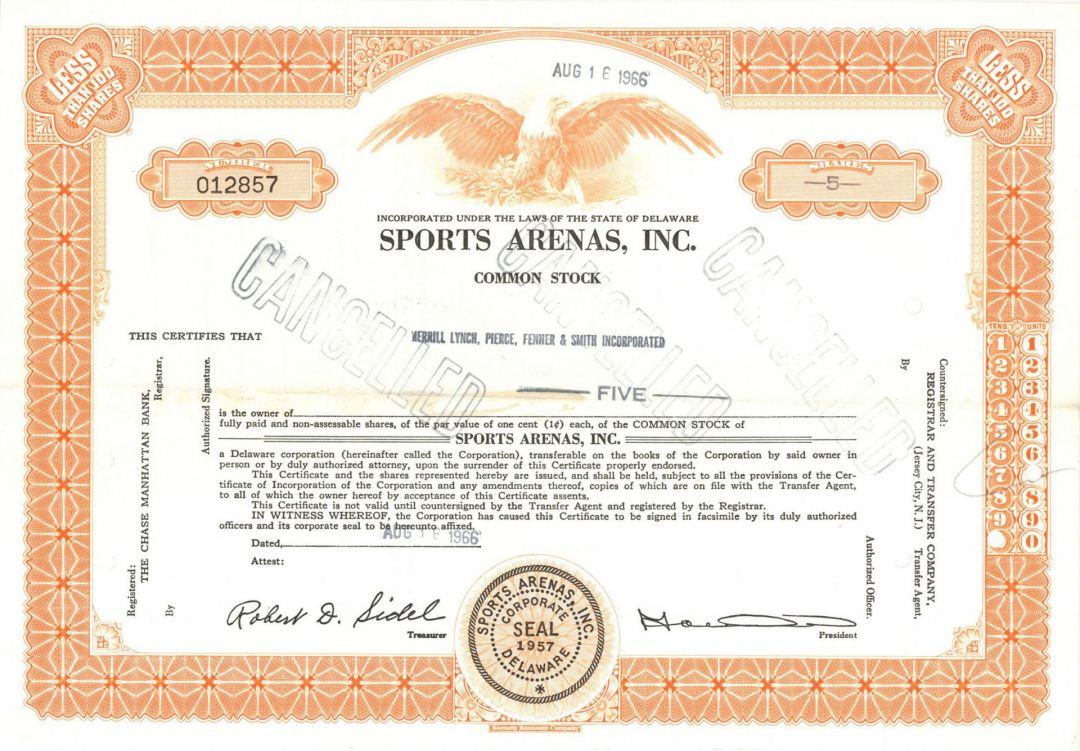 AUG 16 1966
LESS
THAN 100
SHARES
LESS
THAN 100
SHARES
NUMBER
012857
SHARES
—5—
INCORPORATED UNDER THE LAWS OF THE STATE OF DELAWARE
SPORTS ARENAS, INC.
COMMON STOCK
CANCELLED
CANCELLED
CANCELLED
THIS CERTIFIES THAT
MERRILL LYNCH, PIERCE, FENNER & SMITH INCORPORATED
FIVE
is the owner of
fully paid and non-assessable shares, of the par value of one cent (1¢) each, of the COMMON STOCK of
SPORTS ARENAS, INC.
a Delaware corporation (hereinafter called the Corporation), transferable on the books of the Corporation by said owner in
person or by duly authorized attorney, upon the surrender of this Certificate properly endorsed.
This Certificate and the shares represented hereby are issued, and shall be held, subject to all the provisions of the Cer-
tificate of Incorporation of the Corporation and any amendments thereof, copies of which are on file with the Transfer Agent,
to all of which the owner hereof by acceptance of this Certificate assents.
This Certificate is not valid until countersigned by the Transfer Agent and registered by the Registrar.
IN WITNESS WHEREOF, the Corporation has caused this Certificate to be signed in facsimile by its duly authorized
officers and its corporate seal to be hereunto affixed.
Dated, AUG 16 1966
Attest:
Robert D. Sidel
Treasurer
President
SPORTS ARENAS, INC.
CORPORATE
SEAL
1957
DELAWARE
Registered:
THE CHASE MANHATTAN BANK,
Registrar,
By
Authorized Signature.
Countersigned:
REGISTRAR AND TRANSFER COMPANY,
(Jersey City, N. J.) Transfer Agent,
By
Authorized Officer.
TENS UNITS
1 1
2 2
3 3
4 4
5 5
6 6
7
8 8
9 9
0
Security Banknote Company